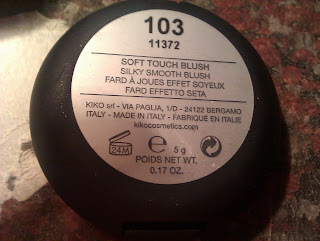 103
11372
SOFT TOUCH BLUSH
SILKY SMOOTH BLUSH
FARD À JOUES EFFET SOYEUX
FARD EFFETTO SETA
KIKO srl - VIA PAGLIA, 1/D - 24122 BERGAMO
ITALY - MADE IN ITALY - FABRIQUÉ EN ITALIE
kikocosmetics.com
24M e 5 g
POIDS NET WT.
0.17 OZ.